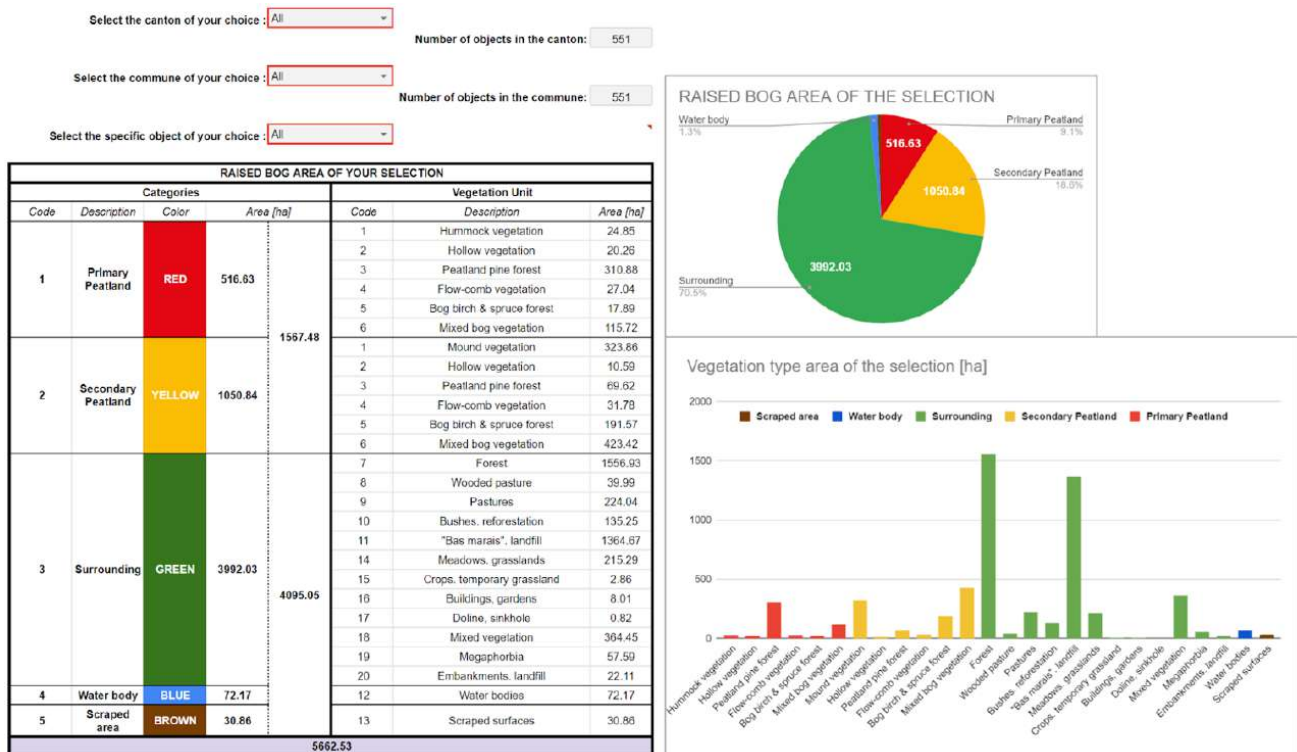 Select the canton of your choice : All
Number of objects in the canton: 551
Select the commune of your choice : All
Number of objects in the commune: 551
Select the specific object of your choice : All
RAISED BOG AREA OF YOUR SELECTION
Categories Vegetation Unit
Code Description Color Area [ha] Code Description Area [ha]
1 Primary Peatland RED 516.63 1567.48
1 Hummock vegetation 24.85
2 Hollow vegetation 20.26
3 Peatland pine forest 310.88
4 Flow-comb vegetation 27.04
5 Bog birch & spruce forest 17.89
6 Mixed bog vegetation 115.72
2 Secondary Peatland YELLOW 1050.84
1 Mound vegetation 323.86
2 Hollow vegetation 10.59
3 Peatland pine forest 69.62
4 Flow-comb vegetation 31.78
5 Bog birch & spruce forest 191.57
6 Mixed bog vegetation 423.42
3 Surrounding GREEN 3992.03 4095.05
7 Forest 1556.93
8 Wooded pasture 39.99
9 Pastures 224.04
10 Bushes. reforestation 135.25
11 "Bas marais". landfill 1364.67
14 Meadows. grasslands 215.29
15 Crops. temporary grassland 2.86
16 Buildings, gardens 8.01
17 Doline, sinkhole 0.82
18 Mixed vegetation 364.45
19 Megaphorbia 57.59
20 Embankments. landfill 22.11
4 Water body BLUE 72.17 12 Water bodies 72.17
5 Scraped area BROWN 30.86 13 Scraped surfaces 30.86
5662.53
RAISED BOG AREA OF THE SELECTION
Water body
1.3%
Primary Peatland
9.1%
516.63
Secondary Peatland
18.6%
1050.84
3992.03
Surrounding
70.5%
Vegetation type area of the selection [ha]
2000
Scraped area Water body Surrounding Secondary Peatland Primary Peatland
1500
1000
500
0
Hummock vegetation
Hollow vegetation
Peatland pine forest
Flow-comb vegetation
Bog birch & spruce forest
Mixed bog vegetation
Mound vegetation
Hollow vegetation
Peatland pine forest
Flow-comb vegetation
Bog birch & spruce forest
Mixed bog vegetation
Forest
Wooded pasture
Pastures
Bushes. reforestation
"Bas marais". landfill
Meadows. grasslands
Crops. temporary grassland
Buildings, gardens
Doline, sinkhole
Mixed vegetation
Megaphorbia
Embankments. landfill
Water bodies
Scraped surfaces